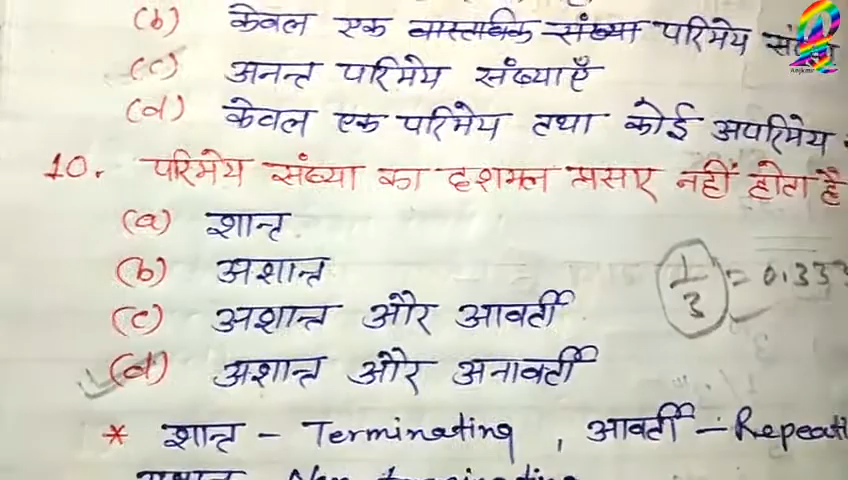 (b) केवल एक वास्तविक संख्या परिमेय
(c) अनन्त परिमेय संख्याएँ
(d) केवल एक परिमेय तथा कोई अपरिमेय
10. परिमेय संख्या का दशमलव प्रसार नहीं होता है
(a) शान्त
(b) अशान्त
1/3 = 0.333
(c) अशान्त और आवर्ती
(d) अशान्त और अनावर्ती
* शान्त - Terminating, आवर्ती - Repeati